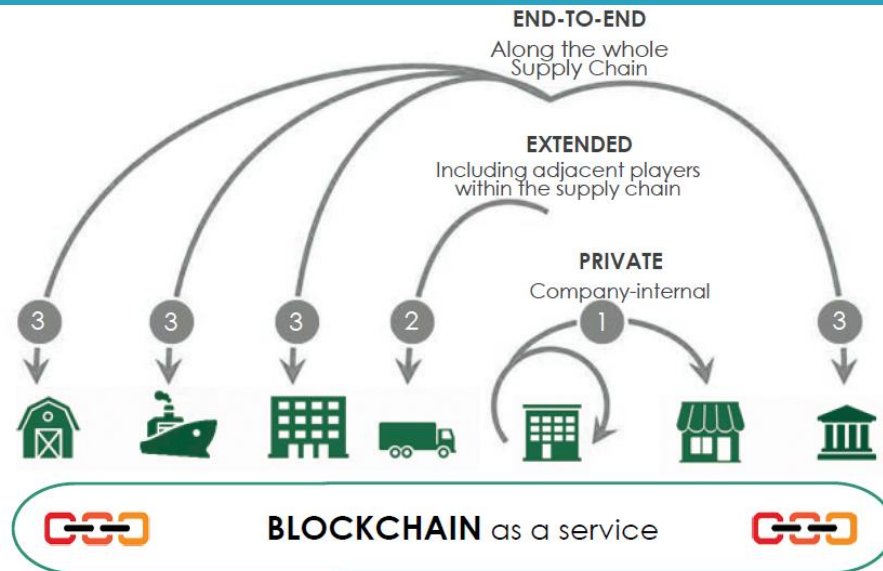 END-TO-END
Along the whole
Supply Chain
EXTENDED
Including adjacent players
within the supply chain
PRIVATE
Company-internal
3
3
3
2
1
3
BLOCKCHAIN as a service